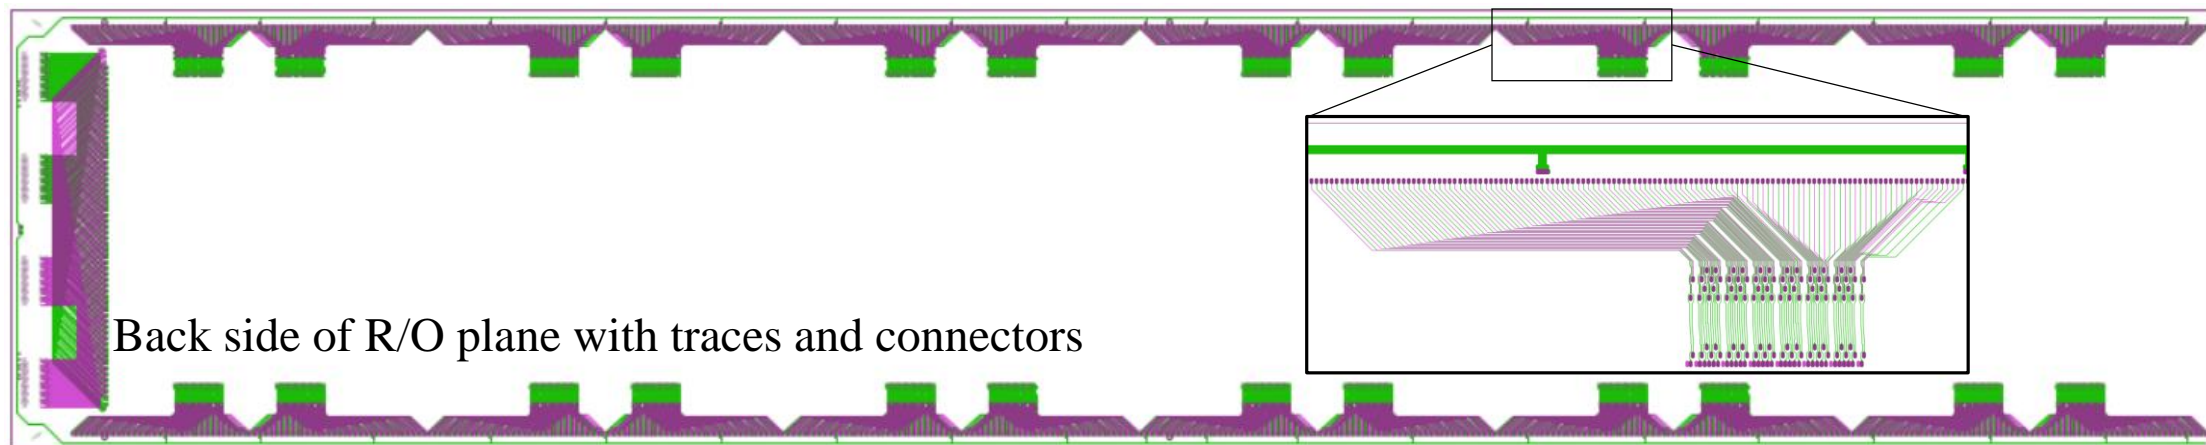 Back side of R/O plane with traces and connectors